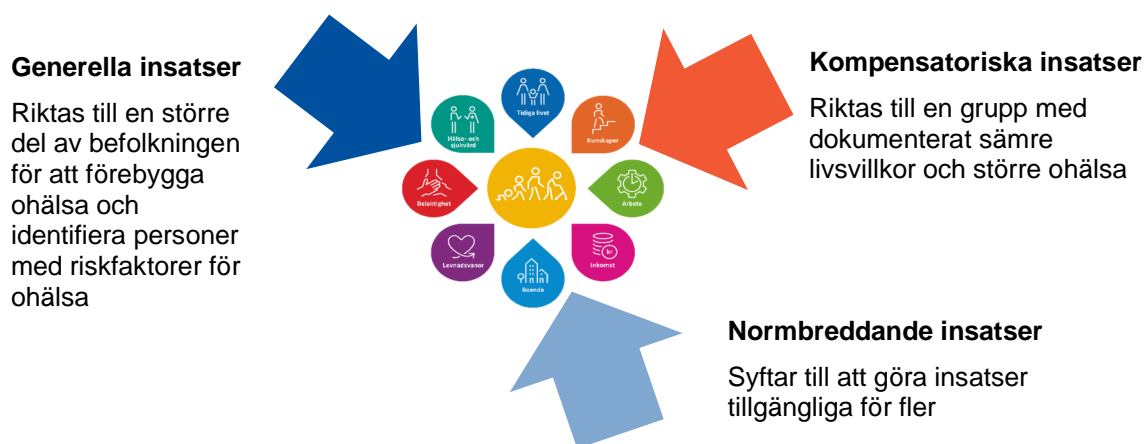 Generella insatser
Riktas till en större
del av befolkningen
för att förebygga
ohälsa och
identifiera personer
med riskfaktorer för
ohälsa
Tidiga livet
Hälso- och
sjukvård
Kunskaper
Delaktighet
Arbete
Levnadsvanor
kr
Inkomst
Boende
Kompensatoriska insatser
Riktas till en grupp med
dokumenterat sämre
livsvillkor och större ohälsa
Normbreddande insatser
Syftar till att göra insatser
tillgängliga för fler